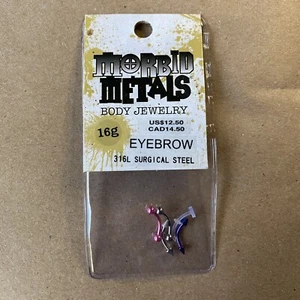 MORBID
METALS
BODY JEWELRY
16g
US$12.50
CAD14.50
EYEBROW
316L SURGICAL STEEL